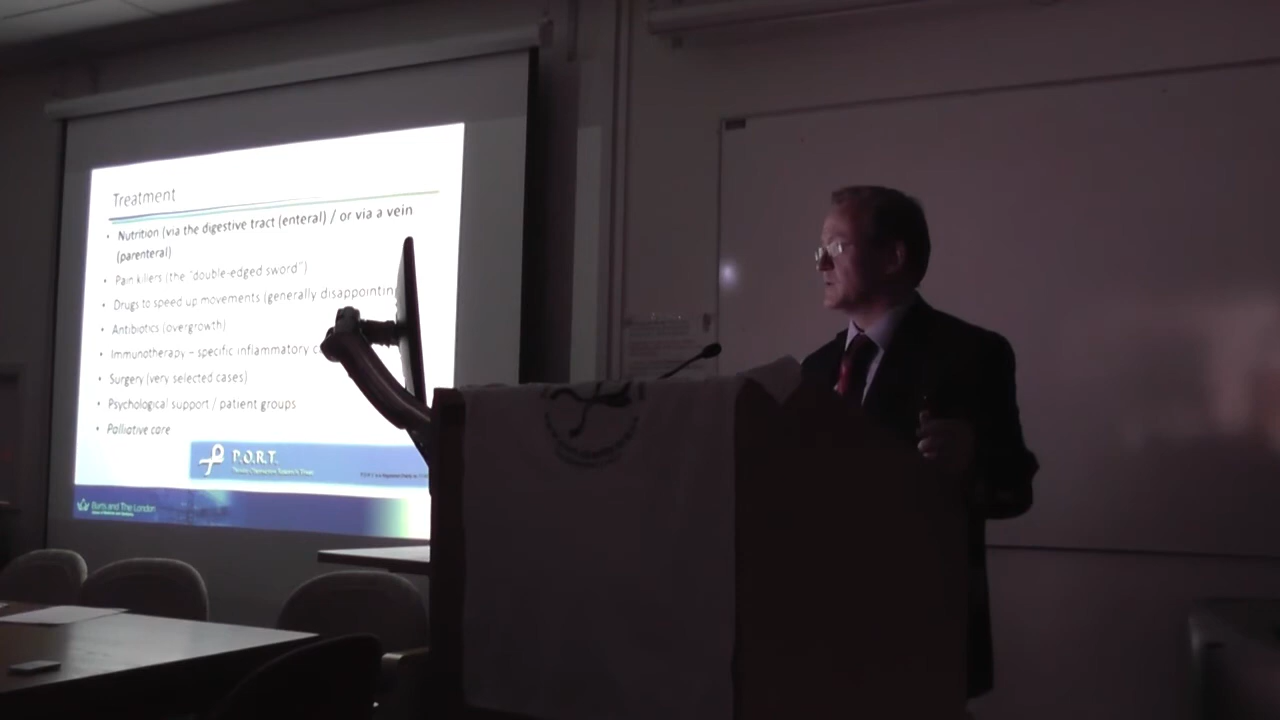 Treatment
• Nutrition (via the digestive tract (enteral) / or via a vein
(parenteral)
• Pain killers (the "double-edged sword")
• Drugs to speed up movements (generally disappointing
• Antibiotics (overgrowth)
• Immunotherapy – specific inflammatory
• Surgery (very selected cases)
• Psychological support / patient groups
• Palliative care
P.O.R.T.
Barts and The London